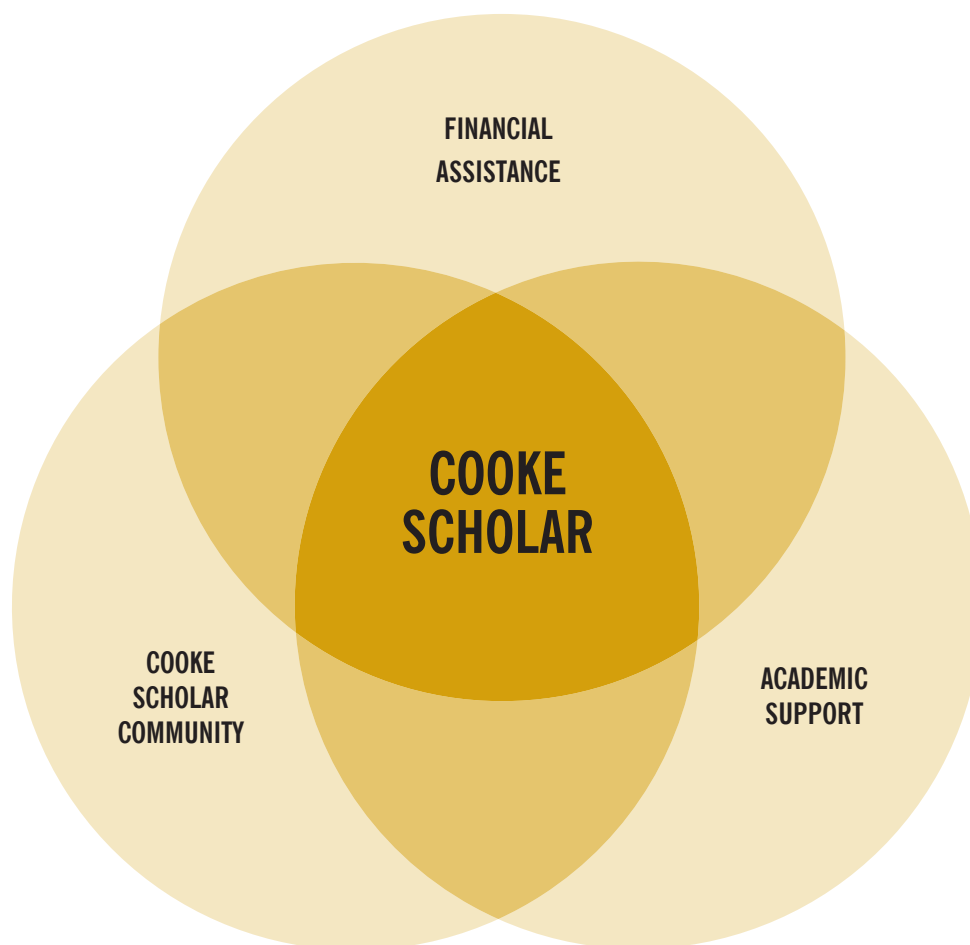 FINANCIAL
ASSISTANCE
COOKE
SCHOLAR
COOKE
SCHOLAR
COMMUNITY
ACADEMIC
SUPPORT